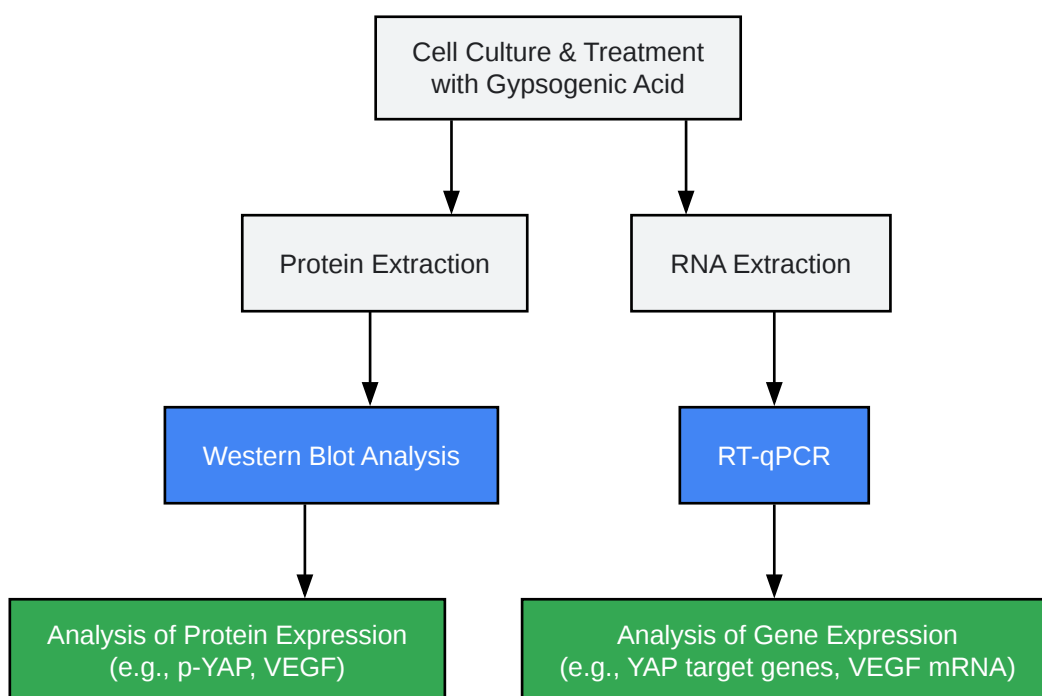 Cell Culture & Treatment
with Gypsogenic Acid
Protein Extraction
RNA Extraction
Western Blot Analysis
RT-qPCR
Analysis of Protein Expression
(e.g., p-YAP, VEGF)
Analysis of Gene Expression
(e.g., YAP target genes, VEGF mRNA)